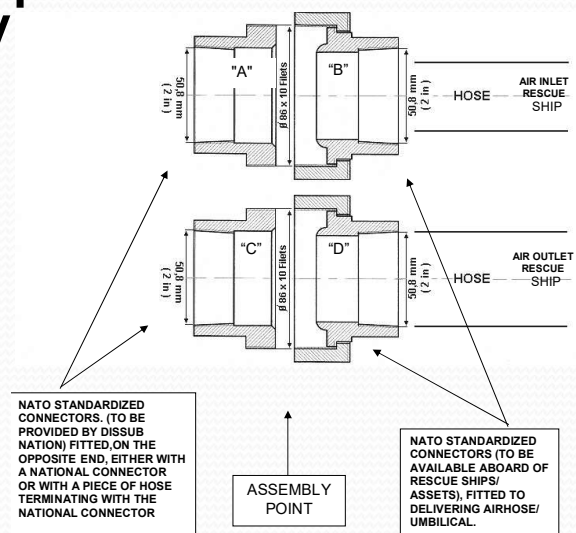 "A"
"B"
50,8 mm
( 2 in )
Ø 86 x 10 Filets
50,8 mm
( 2 in )
HOSE
AIR INLET
RESCUE
SHIP
"C"
"D"
50,8 mm
( 2 in )
Ø 86 x 10 Filets
50,8 mm
( 2 in )
HOSE
AIR OUTLET
RESCUE
SHIP
NATO STANDARDIZED
CONNECTORS. (TO BE
PROVIDED BY DISSUB
NATION) FITTED,ON THE
OPPOSITE END, EITHER WITH
A NATIONAL CONNECTOR
OR WITH A PIECE OF HOSE
TERMINATING WITH THE
NATIONAL CONNECTOR
ASSEMBLY
POINT
NATO STANDARDIZED
CONNECTORS (TO BE
AVAILABLE ABOARD OF
RESCUE SHIPS/
ASSETS), FITTED TO
DELIVERING AIRHOSE/
UMBILICAL.